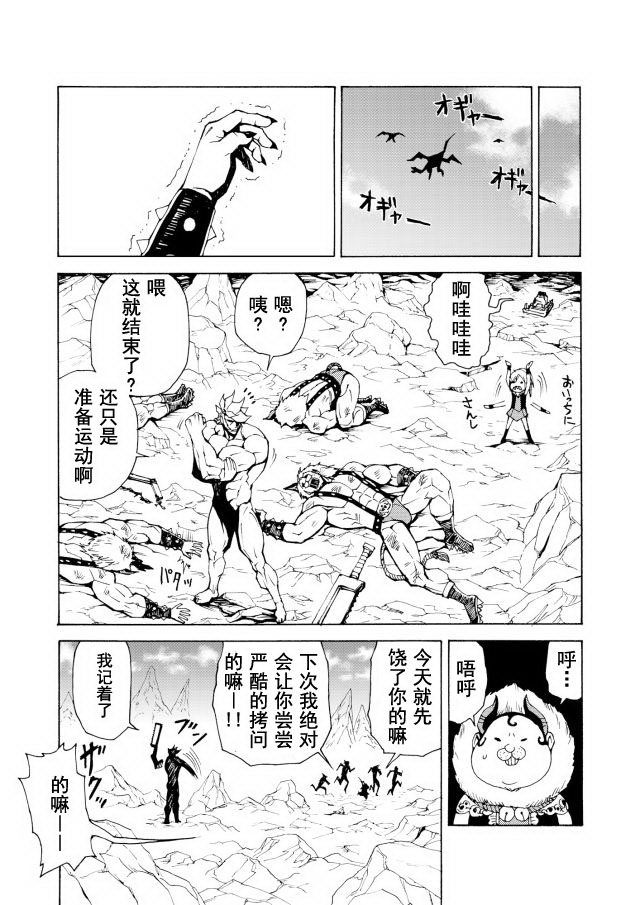 オギャー
オギャー
オギャー
啊哇哇哇
おいっちに
さんし
嗯?
咦?
喂
这就结束了?
还只是
准备运动啊
パタッ
呼…
唔呼
今天就先
饶了你的嘛
下次我绝对
会让你尝尝
严酷的拷问
的嘛——!!
我记着了
ザッ
ザクッ
的嘛——